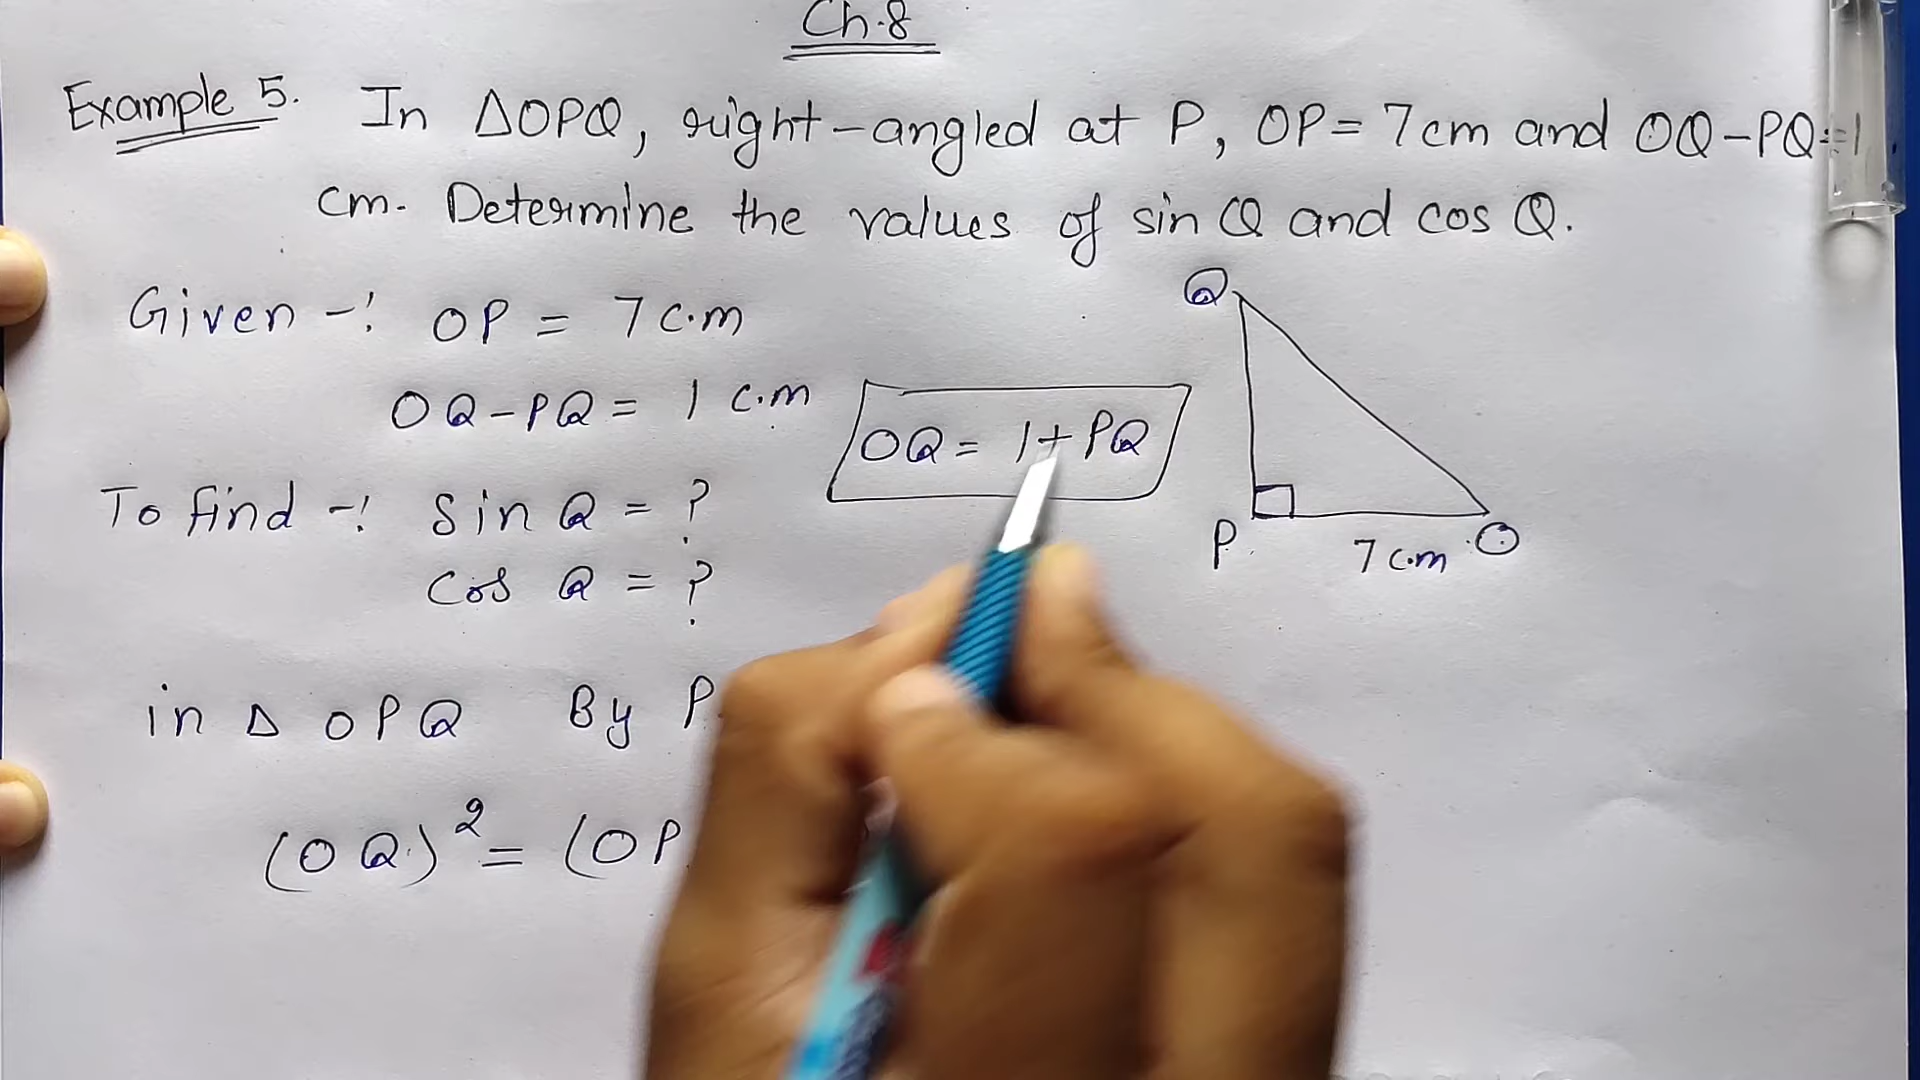 Ch.8
Example 5. In ΔOPQ, right-angled at P, OP = 7 cm and OQ-PQ=1
cm. Determine the values of sin Q and cos Q.
Given -: OP = 7 c.m
OQ-PQ = 1 c.m
OQ = 1+PQ
To find -: Sin Q = ?
Cos Q = ?
Q
P
7 c.m
O
in Δ OPQ By P.
(OQ)² = (OP